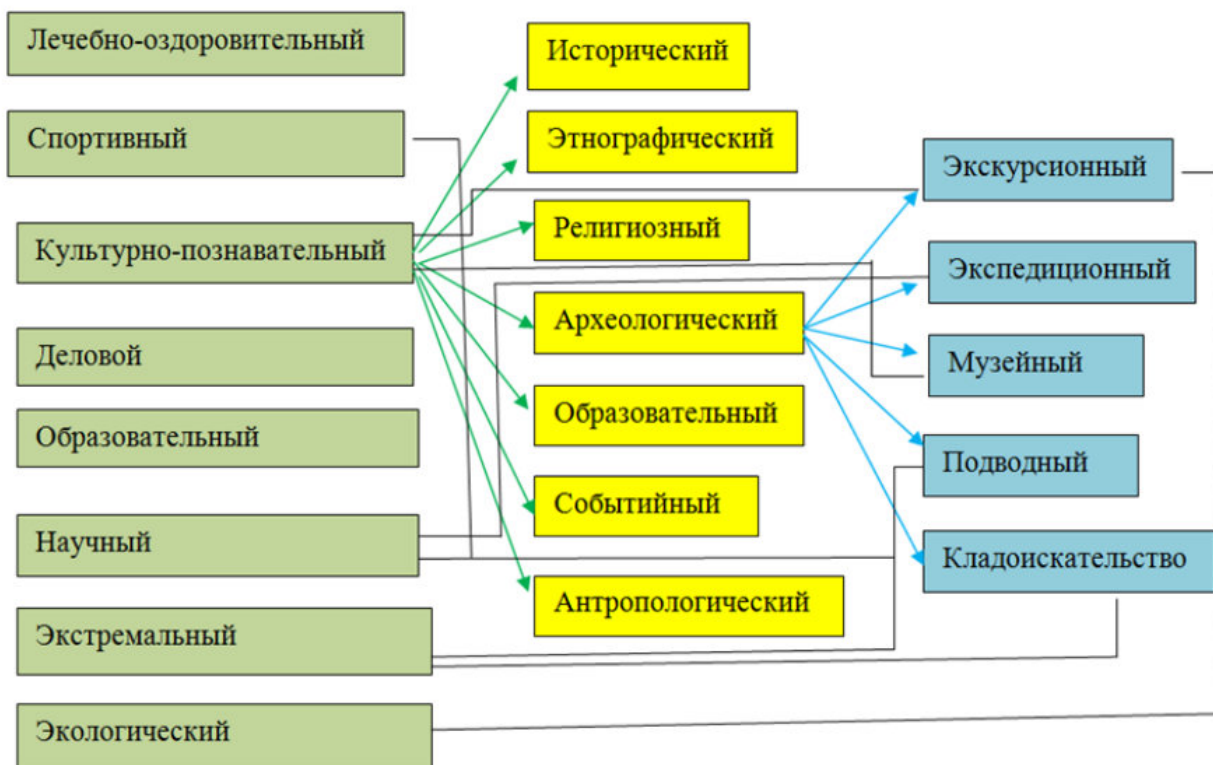 Лечебно-оздоровительный
Спортивный
Культурно-познавательный
Деловой
Образовательный
Научный
Экстремальный
Экологический
Исторический
Этнографический
Религиозный
Археологический
Образовательный
Событийный
Антропологический
Экскурсионный
Экспедиционный
Музейный
Подводный
Кладоискательство